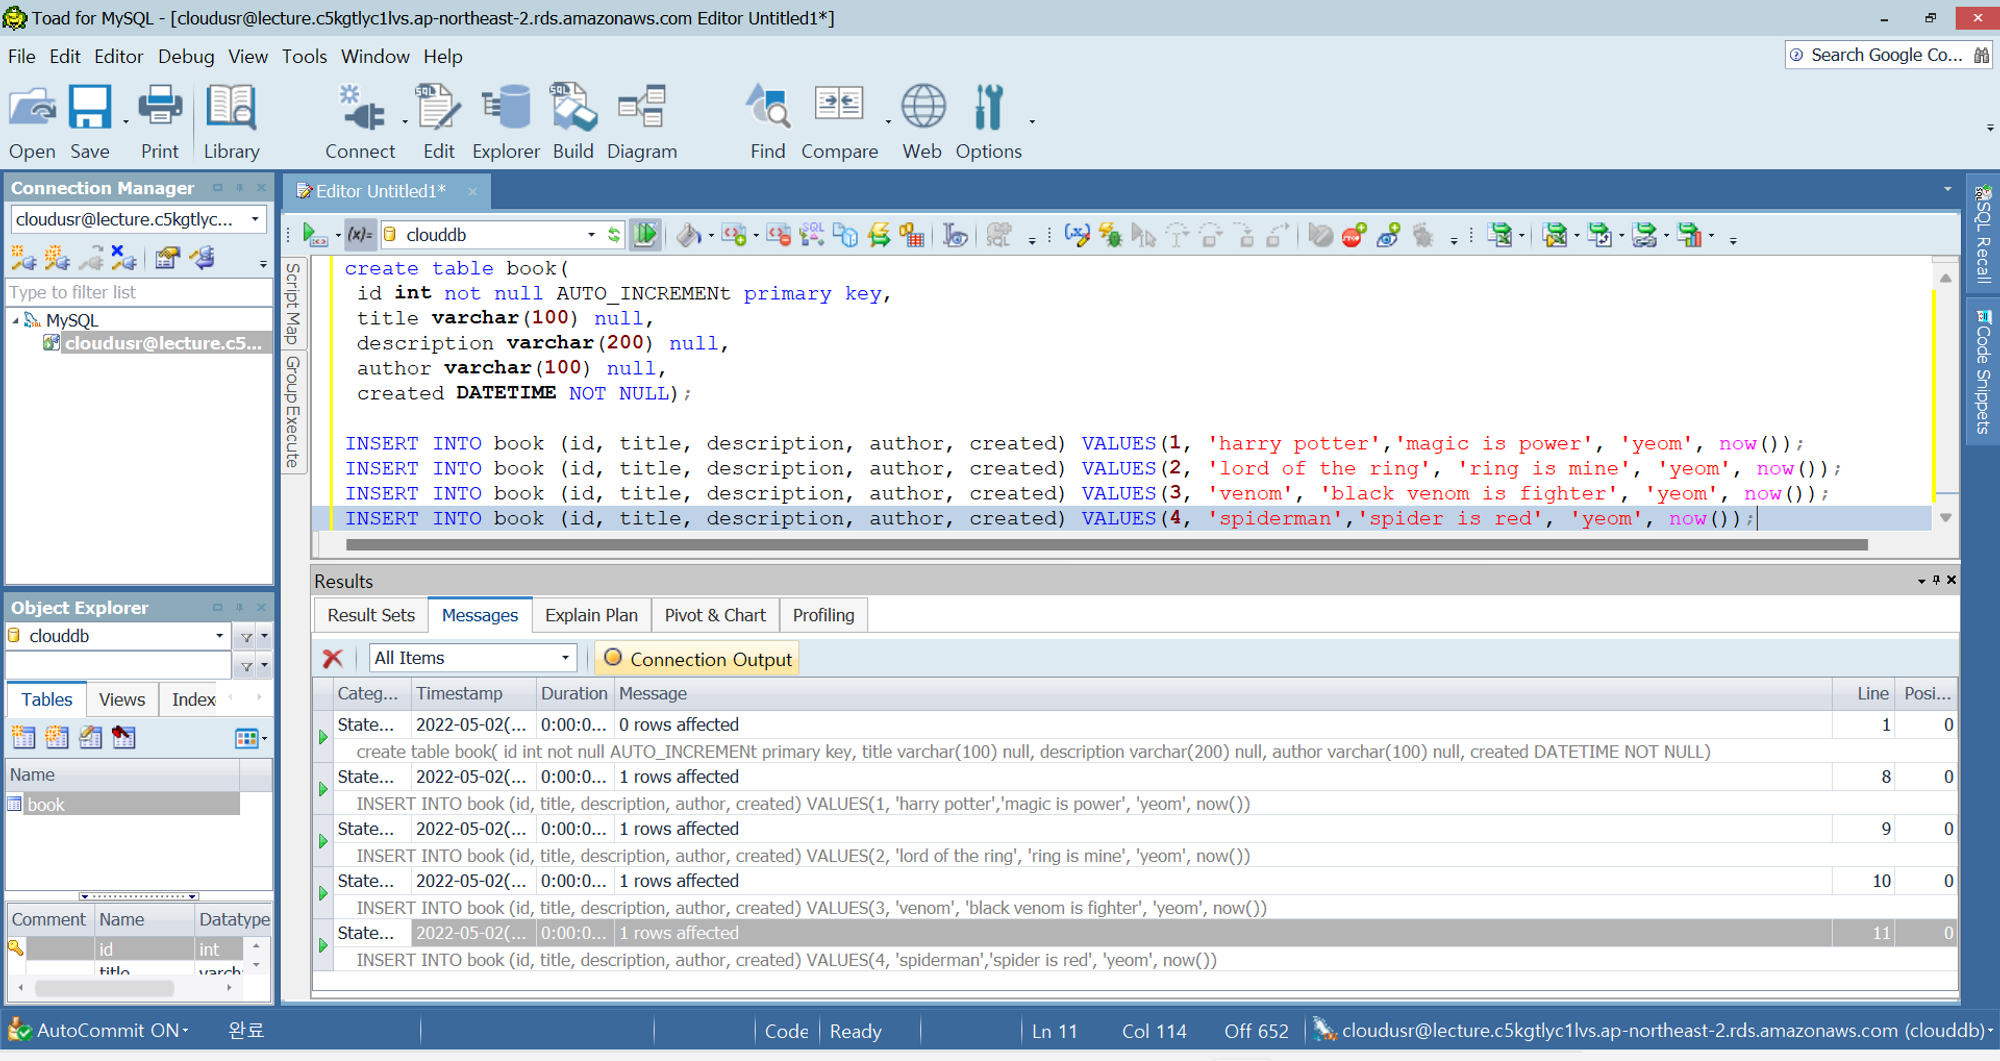 Toad for MySQL - [cloudusr@lecture.c5kgtlyc1lvs.ap-northeast-2.rds.amazonaws.com Editor Untitled1*]
File Edit Editor Debug View Tools Window Help
Search Google Co...
Open Save Print Library Connect Edit Explorer Build Diagram Find Compare Web Options
Connection Manager
cloudusr@lecture.c5kgtlyc...
Type to filter list
MySQL
cloudusr@lecture.c5...
Editor Untitled1*
(x)= clouddb
Script Map
Group Execute
SQL Recall
Code Snippets
create table book(
id int not null AUTO_INCREMENt primary key,
title varchar(100) null,
description varchar(200) null,
author varchar(100) null,
created DATETIME NOT NULL);
INSERT INTO book (id, title, description, author, created) VALUES(1, 'harry potter','magic is power', 'yeom', now());
INSERT INTO book (id, title, description, author, created) VALUES(2, 'lord of the ring', 'ring is mine', 'yeom', now());
INSERT INTO book (id, title, description, author, created) VALUES(3, 'venom', 'black venom is fighter', 'yeom', now());
INSERT INTO book (id, title, description, author, created) VALUES(4, 'spiderman','spider is red', 'yeom', now());
Object Explorer
clouddb
Tables Views Index
Name
book
Comment Name Datatype
id int
title varch
Results
Result Sets Messages Explain Plan Pivot & Chart Profiling
All Items Connection Output
Categ... Timestamp Duration Message Line Posi...
State... 2022-05-02(... 0:00:0... 0 rows affected 1 0
create table book( id int not null AUTO_INCREMENt primary key, title varchar(100) null, description varchar(200) null, author varchar(100) null, created DATETIME NOT NULL)
State... 2022-05-02(... 0:00:0... 1 rows affected 8 0
INSERT INTO book (id, title, description, author, created) VALUES(1, 'harry potter','magic is power', 'yeom', now())
State... 2022-05-02(... 0:00:0... 1 rows affected 9 0
INSERT INTO book (id, title, description, author, created) VALUES(2, 'lord of the ring', 'ring is mine', 'yeom', now())
State... 2022-05-02(... 0:00:0... 1 rows affected 10 0
INSERT INTO book (id, title, description, author, created) VALUES(3, 'venom', 'black venom is fighter', 'yeom', now())
State... 2022-05-02(... 0:00:0... 1 rows affected 11 0
INSERT INTO book (id, title, description, author, created) VALUES(4, 'spiderman','spider is red', 'yeom', now())
AutoCommit ON 완료 Code Ready Ln 11 Col 114 Off 652 cloudusr@lecture.c5kgtlyc1lvs.ap-northeast-2.rds.amazonaws.com (clouddb)